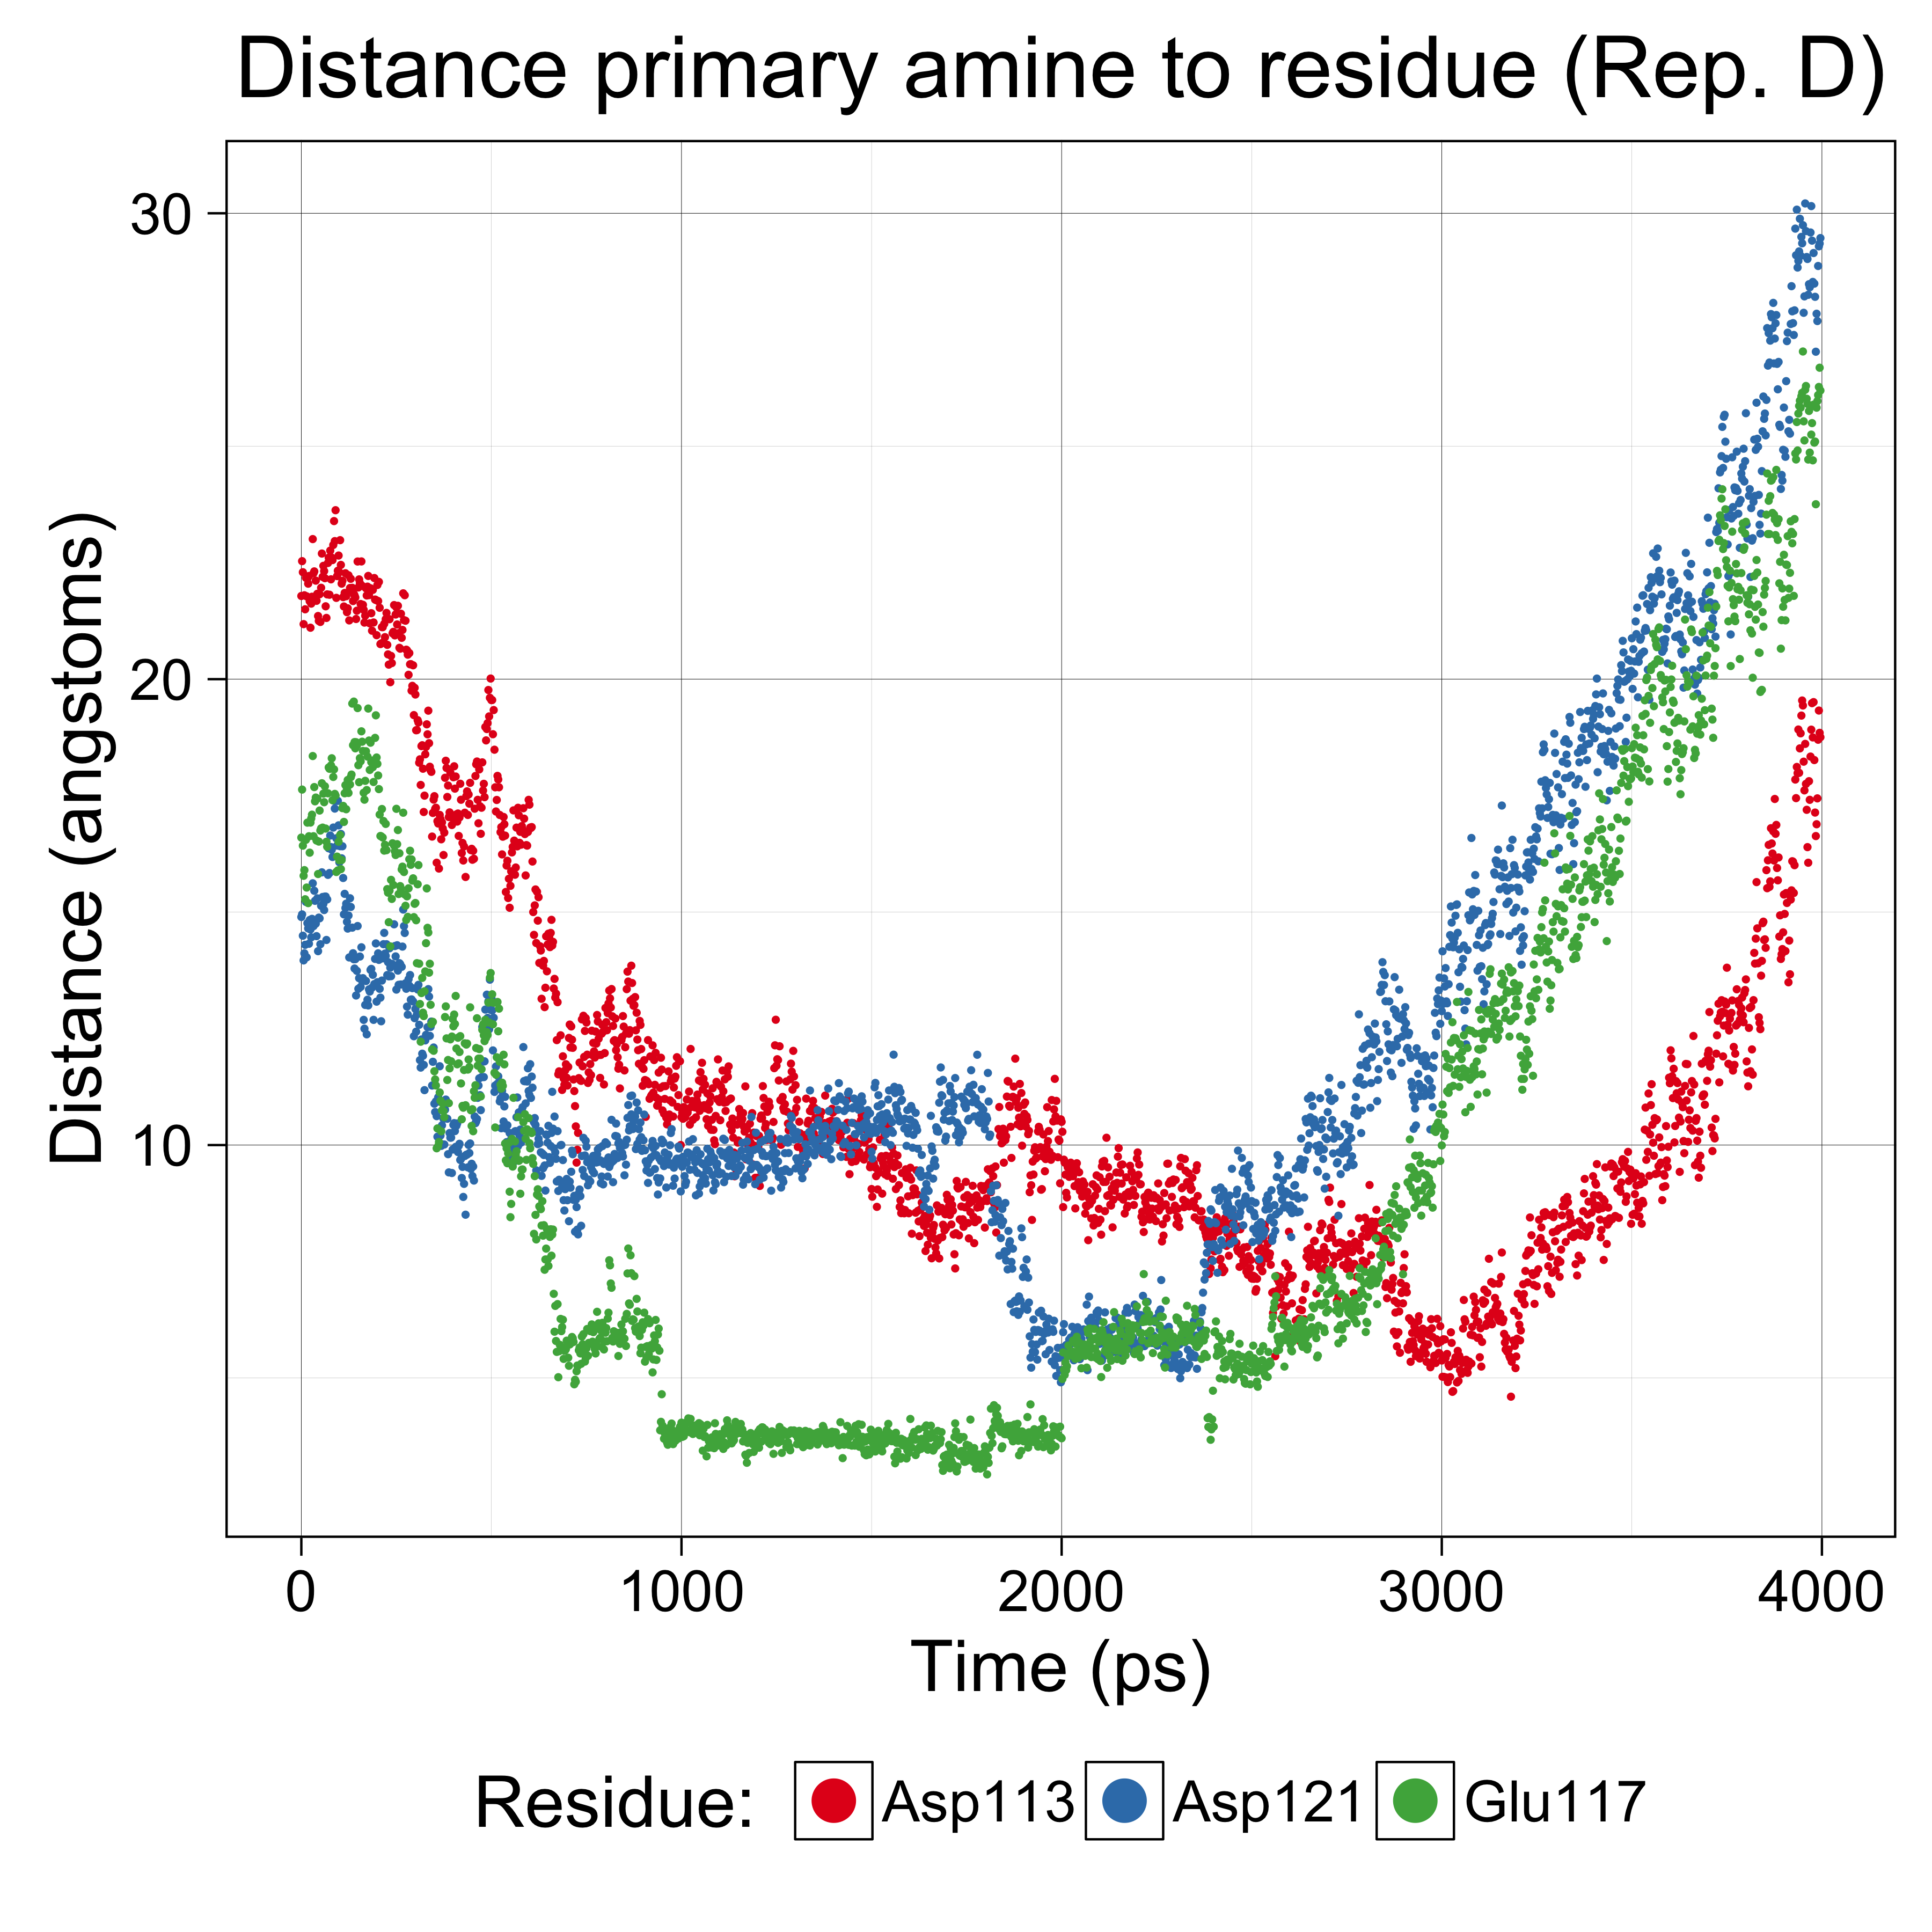 Distance primary amine to residue (Rep. D)
Distance (angstoms)
30
20
10
0 1000 2000 3000 4000
Time (ps)
Residue: Asp113 Asp121 Glu117